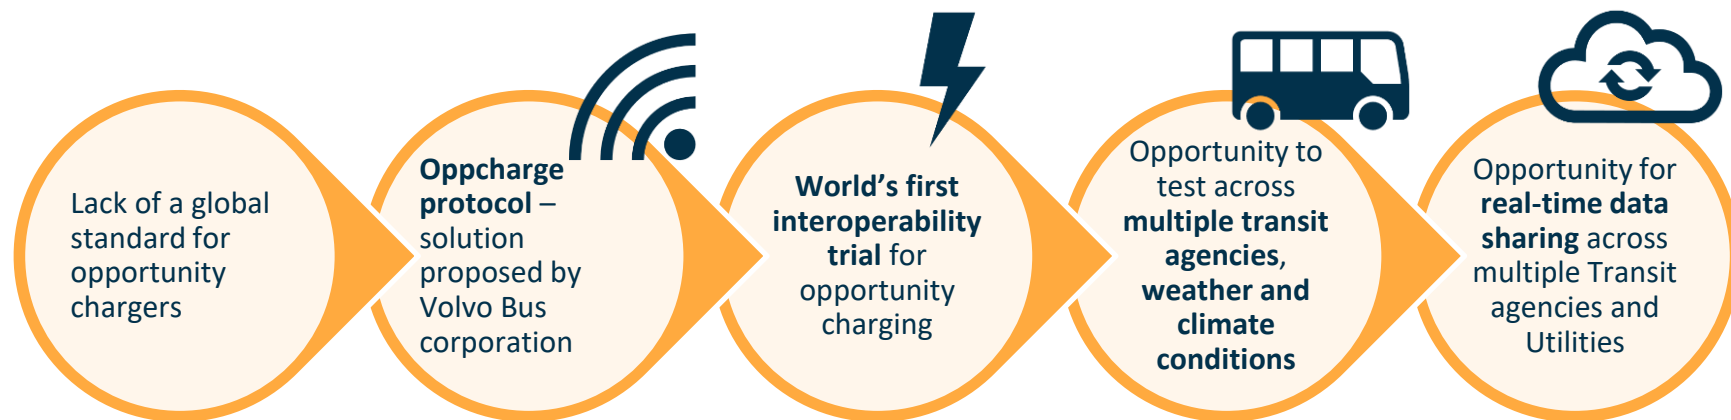 Lack of a global
standard for
opportunity
chargers
Oppcharge
protocol –
solution
proposed by
Volvo Bus
corporation
World’s first
interoperability
trial for
opportunity
charging
Opportunity to
test across
multiple transit
agencies,
weather and
climate
conditions
Opportunity for
real-time data
sharing across
multiple Transit
agencies and
Utilities